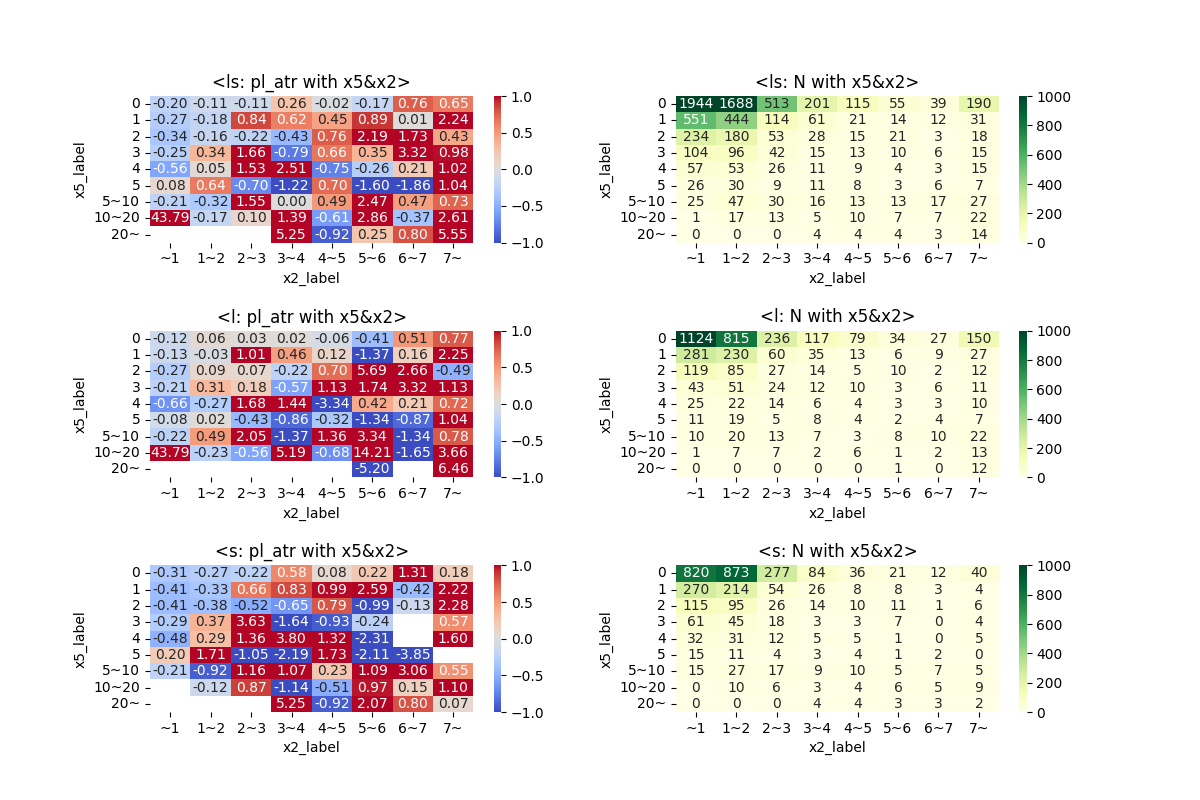 <ls: pl_atr with x5&x2>
0 -0.20 -0.11 -0.11 0.26 -0.02 -0.17 0.76 0.65
1 -0.27 -0.18 0.84 0.62 0.45 0.89 0.01 2.24
2 -0.34 -0.16 -0.22 -0.43 0.76 2.19 1.73 0.43
3 -0.25 0.34 1.66 -0.79 0.66 0.35 3.32 0.98
4 -0.56 0.05 1.53 2.51 -0.75 -0.26 0.21 1.02
5 0.08 0.64 -0.70 -1.22 0.70 -1.60 -1.86 1.04
5~10 -0.21 -0.32 1.55 0.00 0.49 2.47 0.47 0.73
10~20 43.79 -0.17 0.10 1.39 -0.61 2.86 -0.37 2.61
20~ 5.25 -0.92 0.25 0.80 5.55
~1 1~2 2~3 3~4 4~5 5~6 6~7 7~
x2_label
x5_label
1.0
0.5
0.0
−0.5
−1.0
<ls: N with x5&x2>
0 1944 1688 513 201 115 55 39 190
1 551 444 114 61 21 14 12 31
2 234 180 53 28 15 21 3 18
3 104 96 42 15 13 10 6 15
4 57 53 26 11 9 4 3 15
5 26 30 9 11 8 3 6 7
5~10 25 47 30 16 13 13 17 27
10~20 1 17 13 5 10 7 7 22
20~ 0 0 0 4 4 4 3 14
~1 1~2 2~3 3~4 4~5 5~6 6~7 7~
x2_label
x5_label
1000
800
600
400
200
0
<l: pl_atr with x5&x2>
0 -0.12 0.06 0.03 0.02 -0.06 -0.41 0.51 0.77
1 -0.13 -0.03 1.01 0.46 0.12 -1.37 0.16 2.25
2 -0.27 0.09 0.07 -0.22 0.70 5.69 2.66 -0.49
3 -0.21 0.31 0.18 -0.57 1.13 1.74 3.32 1.13
4 -0.66 -0.27 1.68 1.44 -3.34 0.42 0.21 0.72
5 -0.08 0.02 -0.43 -0.86 -0.32 -1.34 -0.87 1.04
5~10 -0.22 0.49 2.05 -1.37 1.36 3.34 -1.34 0.78
10~20 43.79 -0.23 -0.56 5.19 -0.68 14.21 -1.65 3.66
20~ -5.20 6.46
~1 1~2 2~3 3~4 4~5 5~6 6~7 7~
x2_label
x5_label
1.0
0.5
0.0
−0.5
−1.0
<l: N with x5&x2>
0 1124 815 236 117 79 34 27 150
1 281 230 60 35 13 6 9 27
2 119 85 27 14 5 10 2 12
3 43 51 24 12 10 3 6 11
4 25 22 14 6 4 3 3 10
5 11 19 5 8 4 2 4 7
5~10 10 20 13 7 3 8 10 22
10~20 1 7 7 2 6 1 2 13
20~ 0 0 0 0 0 1 0 12
~1 1~2 2~3 3~4 4~5 5~6 6~7 7~
x2_label
x5_label
1000
800
600
400
200
0
<s: pl_atr with x5&x2>
0 -0.31 -0.27 -0.22 0.58 0.08 0.22 1.31 0.18
1 -0.41 -0.33 0.66 0.83 0.99 2.59 -0.42 2.22
2 -0.41 -0.38 -0.52 -0.65 0.79 -0.99 -0.13 2.28
3 -0.29 0.37 3.63 -1.64 -0.93 -0.24 0.57
4 -0.48 0.29 1.36 3.80 1.32 -2.31 1.60
5 0.20 1.71 -1.05 -2.19 1.73 -2.11 -3.85
5~10 -0.21 -0.92 1.16 1.07 0.23 1.09 3.06 0.55
10~20 -0.12 0.87 -1.14 -0.51 0.97 0.15 1.10
20~ 5.25 -0.92 2.07 0.80 0.07
~1 1~2 2~3 3~4 4~5 5~6 6~7 7~
x2_label
x5_label
1.0
0.5
0.0
−0.5
−1.0
<s: N with x5&x2>
0 820 873 277 84 36 21 12 40
1 270 214 54 26 8 8 3 4
2 115 95 26 14 10 11 1 6
3 61 45 18 3 3 7 0 4
4 32 31 12 5 5 1 0 5
5 15 11 4 3 4 1 2 0
5~10 15 27 17 9 10 5 7 5
10~20 0 10 6 3 4 6 5 9
20~ 0 0 0 4 4 3 3 2
~1 1~2 2~3 3~4 4~5 5~6 6~7 7~
x2_label
x5_label
1000
800
600
400
200
0